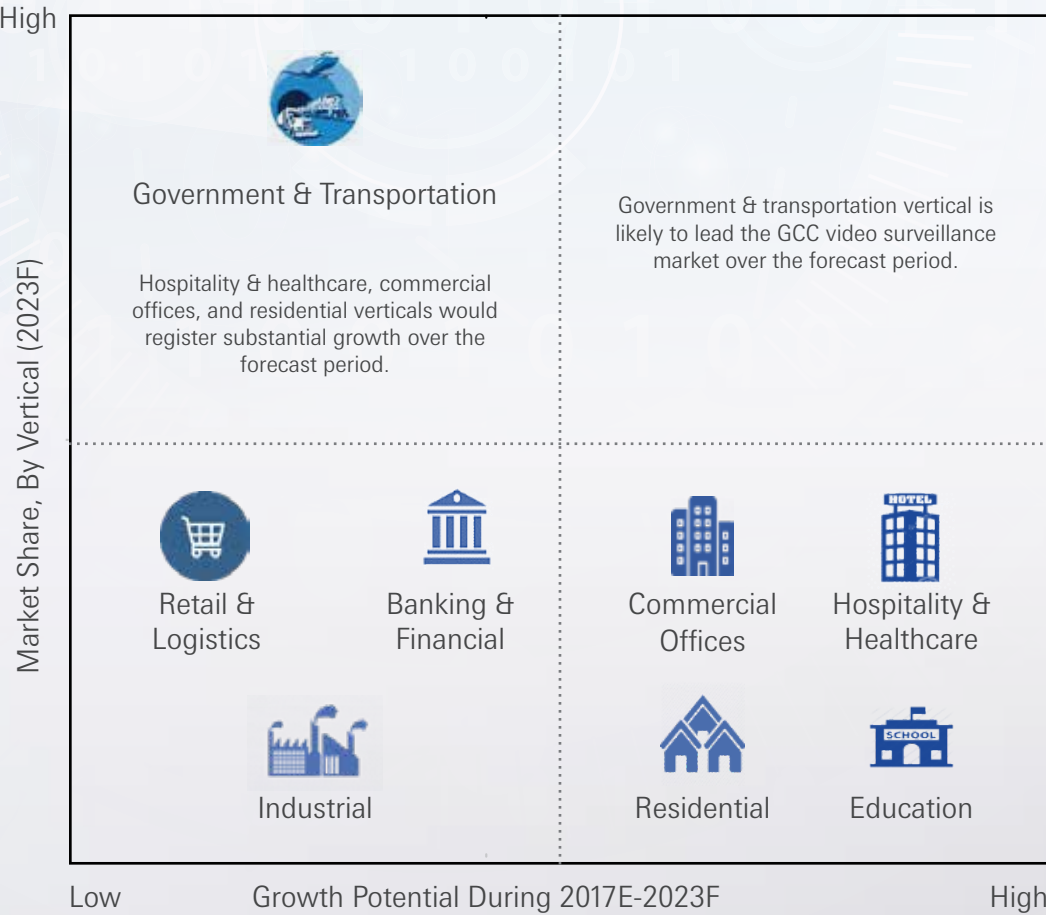 High
Market Share, By Vertical (2023F)
Government & Transportation
Hospitality & healthcare, commercial
offices, and residential verticals would
register substantial growth over the
forecast period.
Government & transportation vertical is
likely to lead the GCC video surveillance
market over the forecast period.
Retail &
Logistics
Banking &
Financial
Commercial
Offices
HOTEL
Hospitality &
Healthcare
Industrial
Residential
SCHOOL
Education
Low
Growth Potential During 2017E-2023F
High